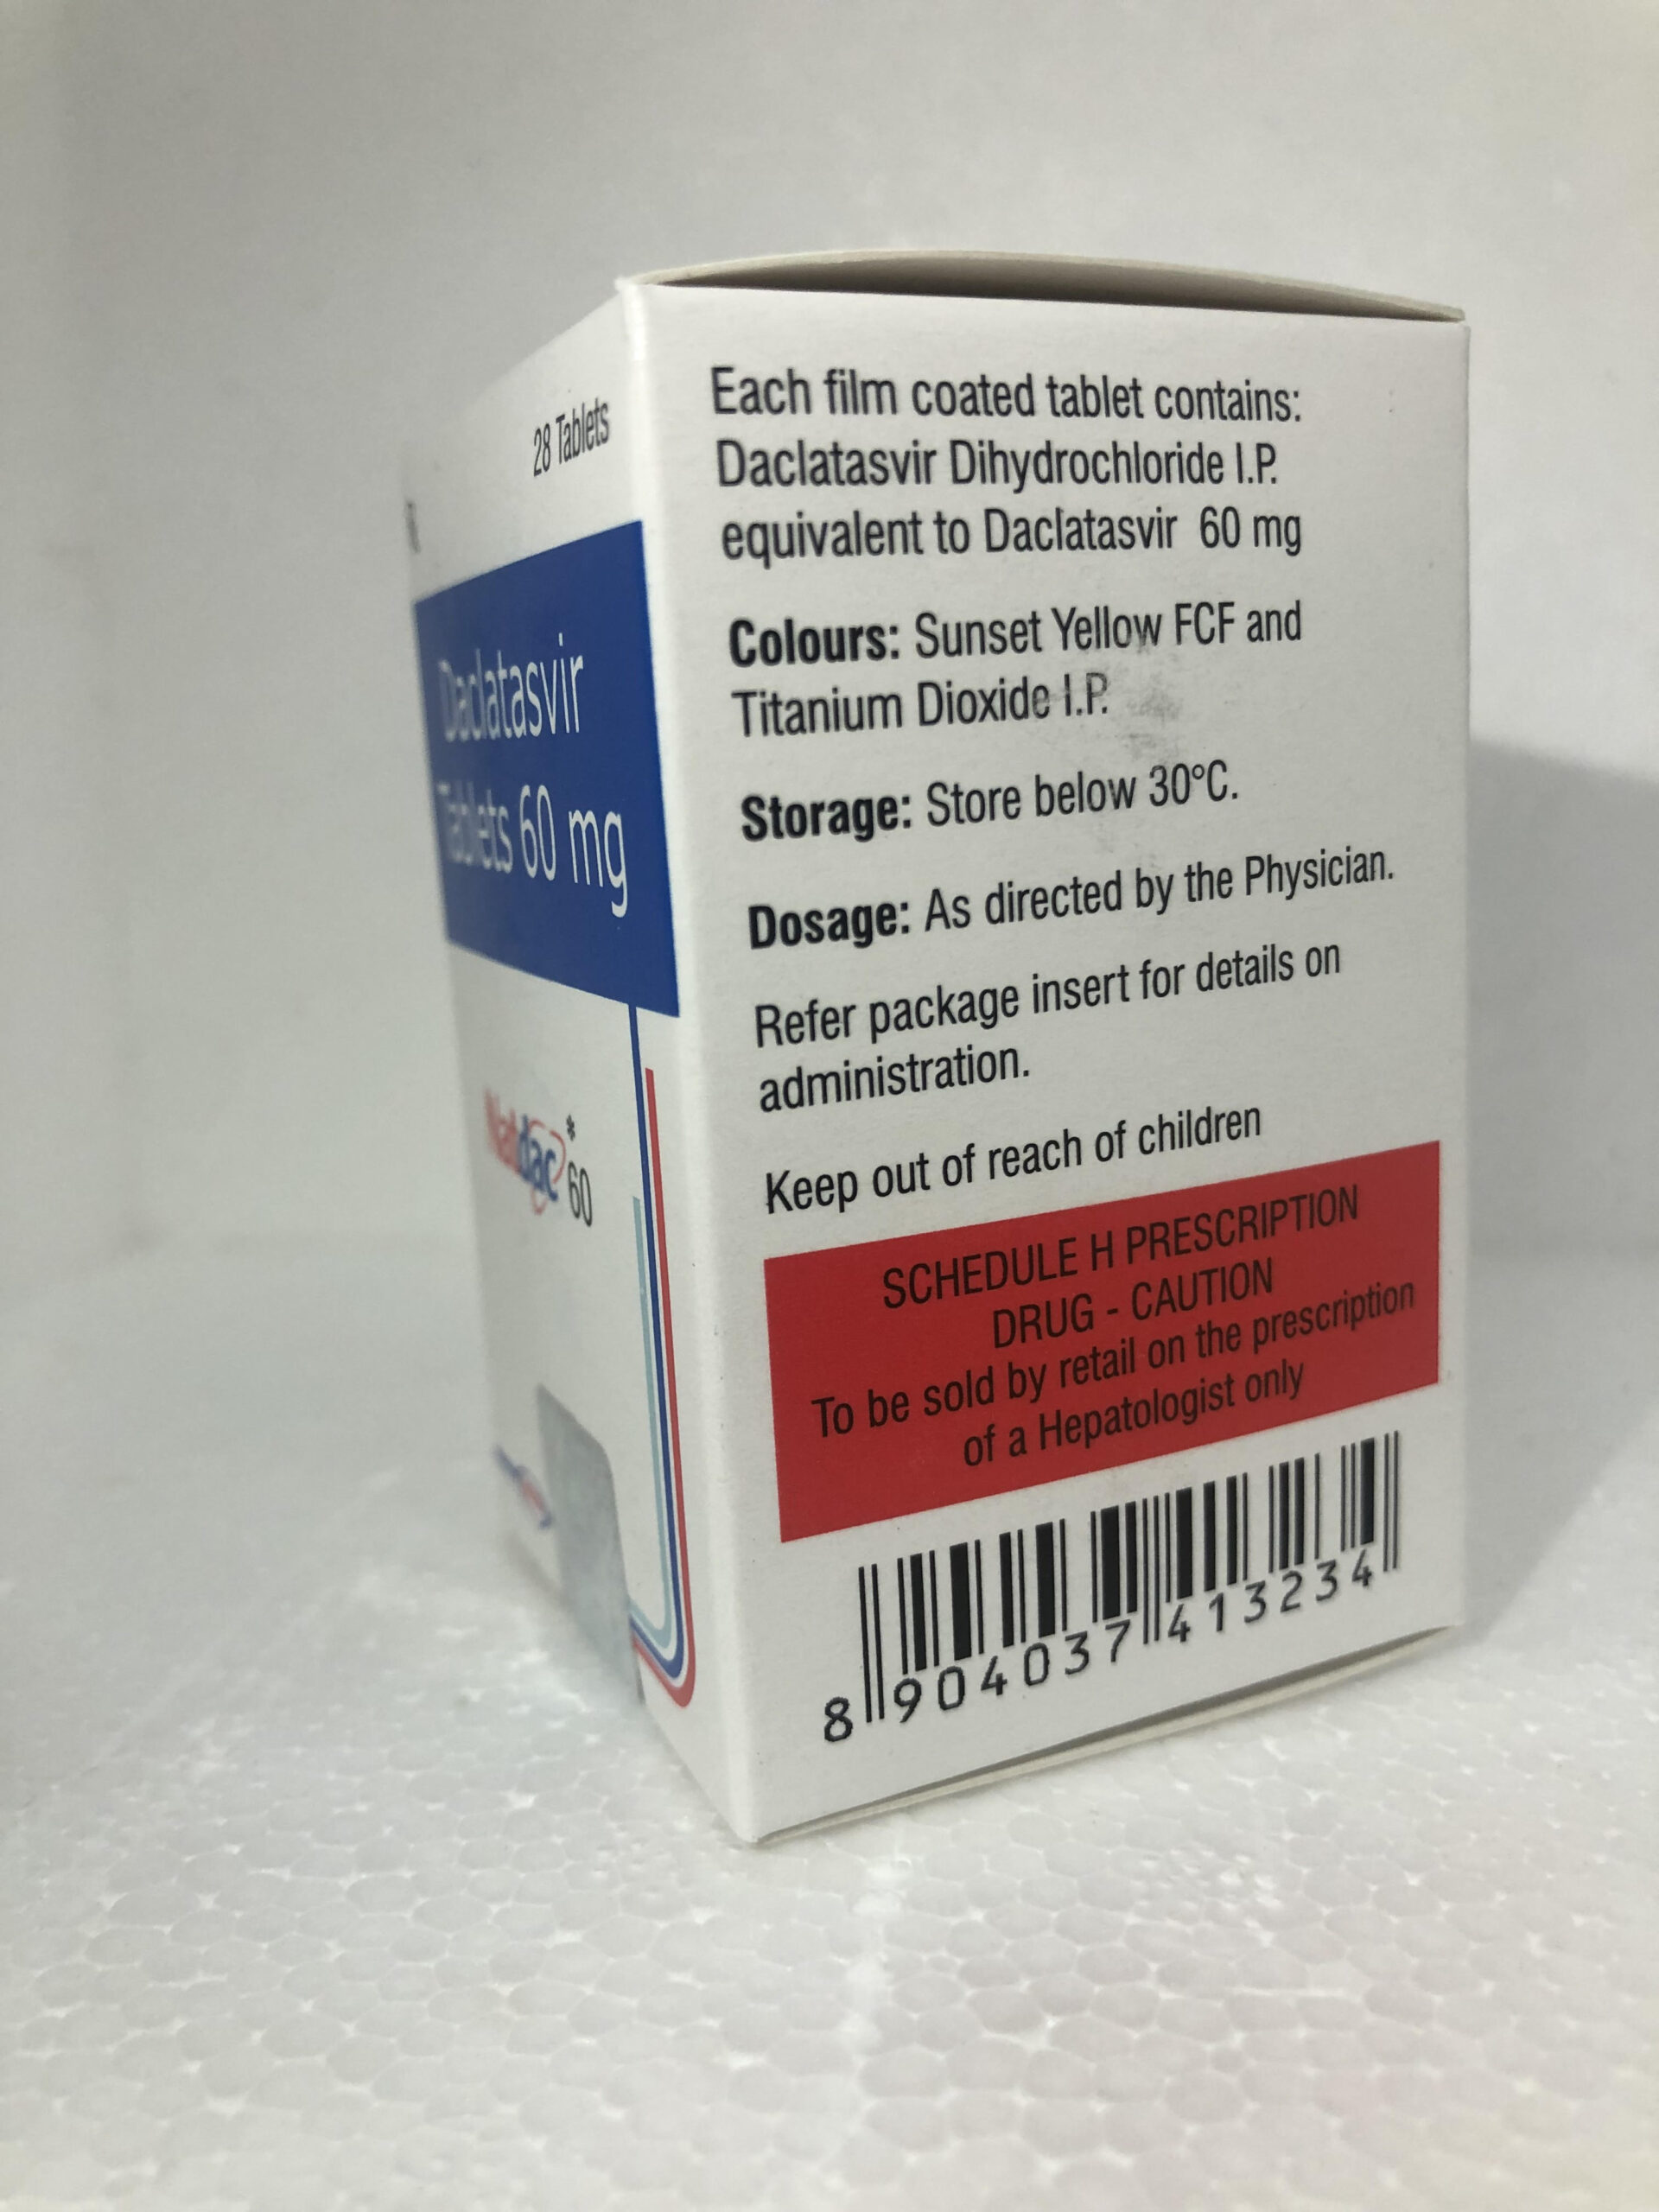 28 Tablets
Daclatasvir
Tablets 60 mg
Natdac*
60
Each film coated tablet contains:
Daclatasvir Dihydrochloride I.P.
equivalent to Daclatasvir 60 mg
Colours: Sunset Yellow FCF and
Titanium Dioxide I.P.
Storage: Store below 30°C.
Dosage: As directed by the Physician.
Refer package insert for details on
administration.
Keep out of reach of children
SCHEDULE H PRESCRIPTION
DRUG - CAUTION
To be sold by retail on the prescription
of a Hepatologist only
8 904037 413234